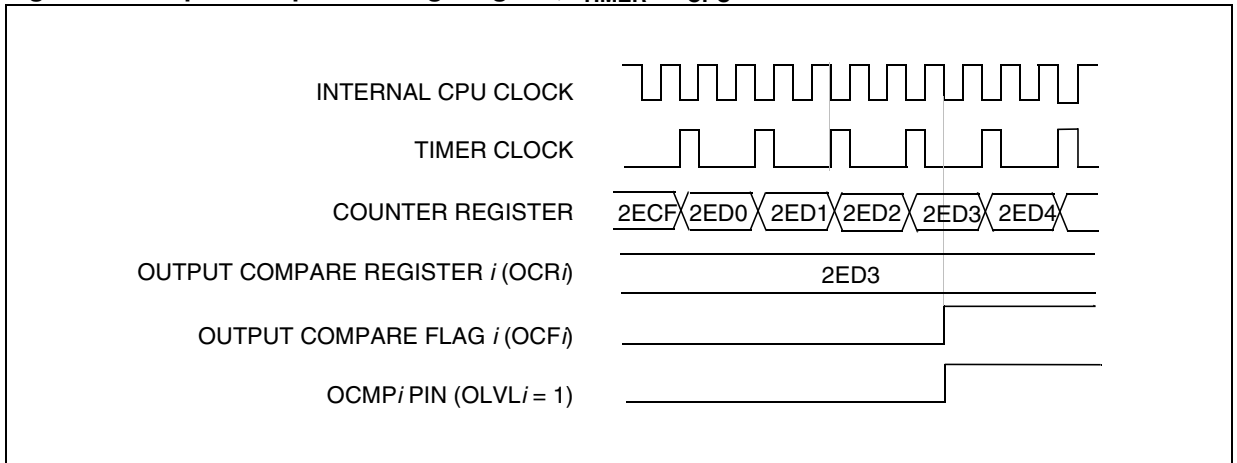 TIMER
INTERNAL CPU CLOCK
TIMER CLOCK
COUNTER REGISTER
2ECF 2ED0 2ED1 2ED2 2ED3 2ED4
OUTPUT COMPARE REGISTER i (OCRi)
2ED3
OUTPUT COMPARE FLAG i (OCFi)
OCMPi PIN (OLVLi = 1)